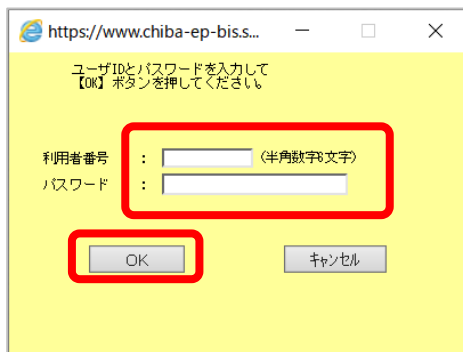 https://www.chiba-ep-bis.s...
ユーザIDとパスワードを入力して
【OK】ボタンを押してください。
利用者番号 : (半角数字8文字)
パスワード :
OK キャンセル